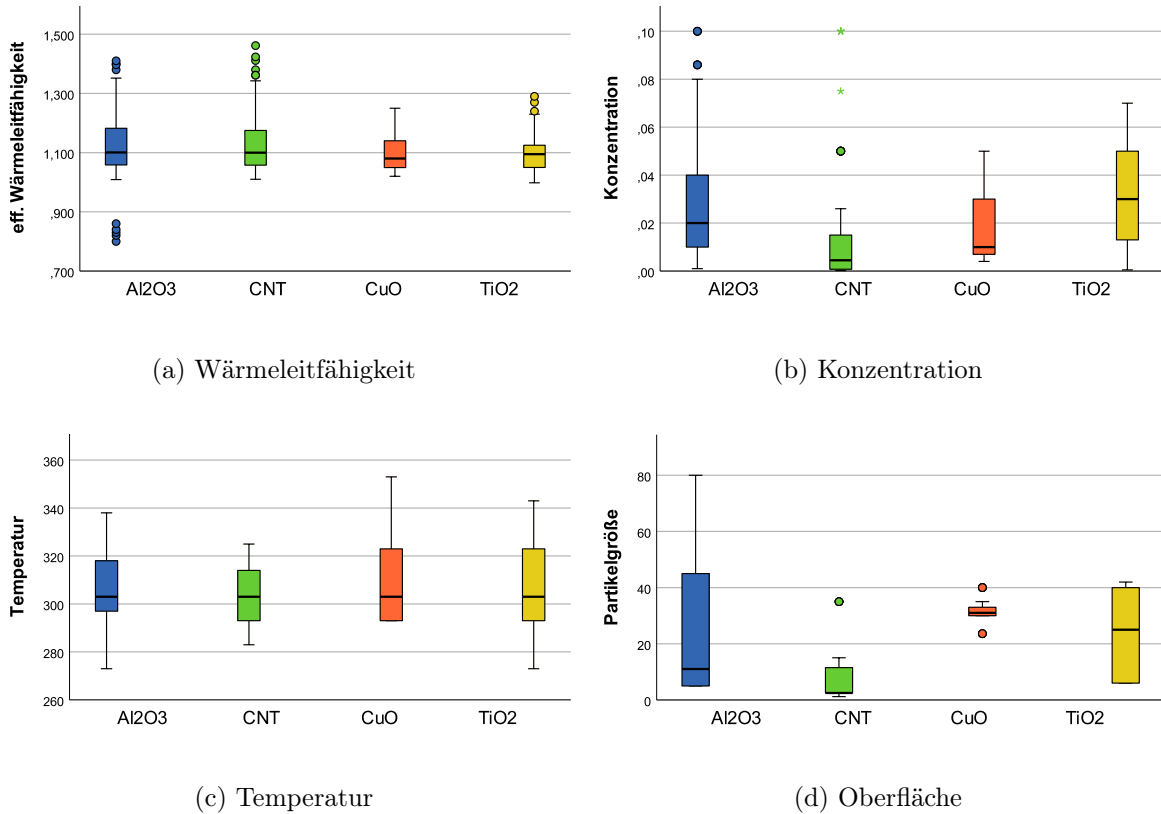 eff. Wärmeleitfähigkeit
1,500
1,300
1,100
,900
,700
Al2O3 CNT CuO TiO2
(a) Wärmeleitfähigkeit
Konzentration
,10
,08
,06
,04
,02
,00
Al2O3 CNT CuO TiO2
(b) Konzentration
Temperatur
360
340
320
300
280
260
Al2O3 CNT CuO TiO2
(c) Temperatur
Partikelgröße
80
60
40
20
0
Al2O3 CNT CuO TiO2
(d) Oberfläche